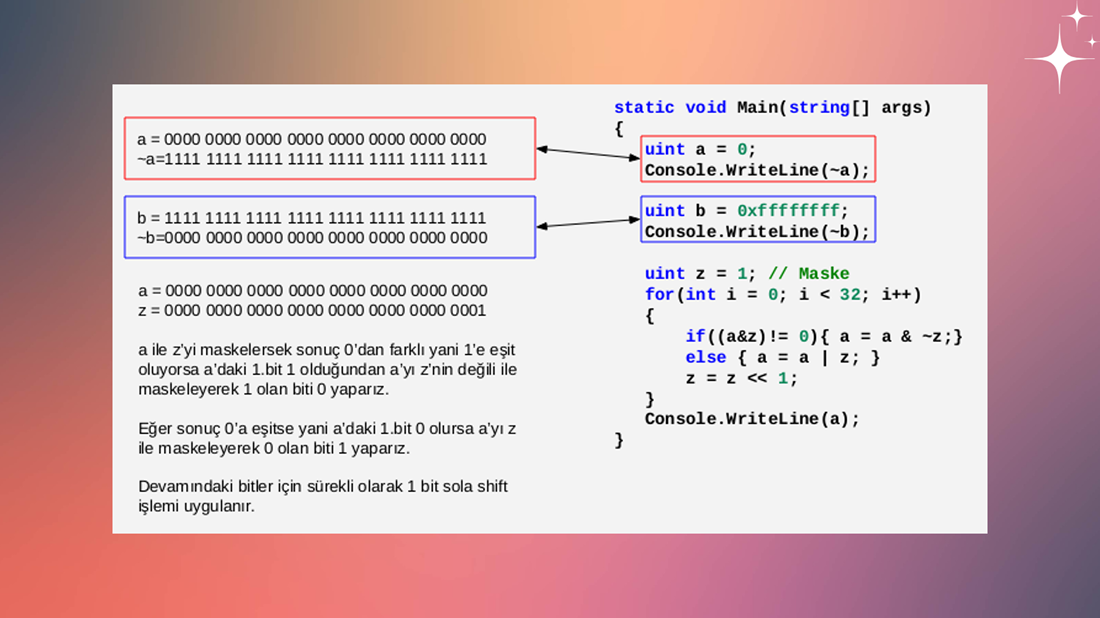 a = 0000 0000 0000 0000 0000 0000 0000 0000
~a=1111 1111 1111 1111 1111 1111 1111 1111
b = 1111 1111 1111 1111 1111 1111 1111 1111
~b=0000 0000 0000 0000 0000 0000 0000 0000
a = 0000 0000 0000 0000 0000 0000 0000 0000
z = 0000 0000 0000 0000 0000 0000 0000 0001
a ile z'yi maskelersek sonuç 0'dan farklı yani 1'e eşit
oluyorsa a'daki 1.bit 1 olduğundan a'yı z'nin değili ile
maskeleyerek 1 olan biti 0 yaparız.
Eğer sonuç 0'a eşitse yani a'daki 1.bit 0 olursa a'yı z
ile maskeleyerek 0 olan biti 1 yaparız.
Devamındaki bitler için sürekli olarak 1 bit sola shift
işlemi uygulanır.
static void Main(string[] args)
{
uint a = 0;
Console.WriteLine(~a);
uint b = 0xffffffff;
Console.WriteLine(~b);
uint z = 1; // Maske
for(int i = 0; i < 32; i++)
{
if((a&z)!= 0){ a = a & ~z;}
else { a = a | z; }
z = z << 1;
}
Console.WriteLine(a);
}